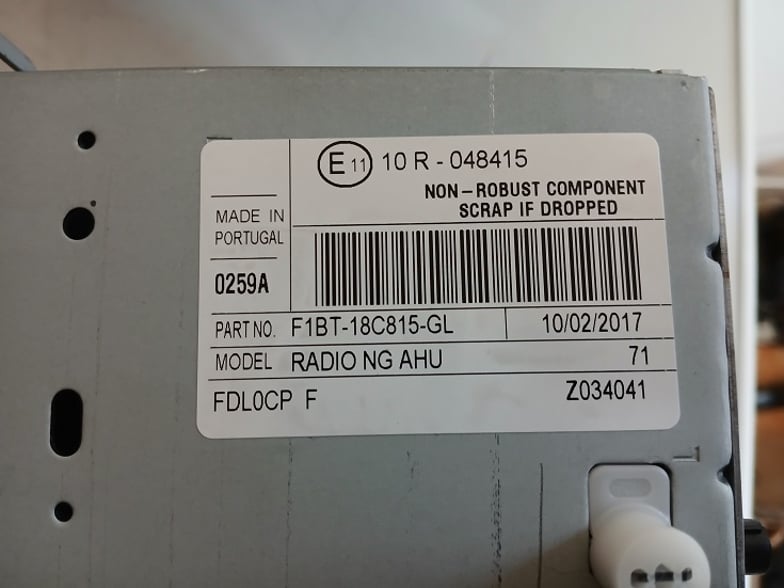 E 11 10 R - 048415
NON - ROBUST COMPONENT
SCRAP IF DROPPED
MADE IN
PORTUGAL
0259A
PART NO. F1BT-18C815-GL 10/02/2017
MODEL RADIO NG AHU 71
FDL0CP F Z034041